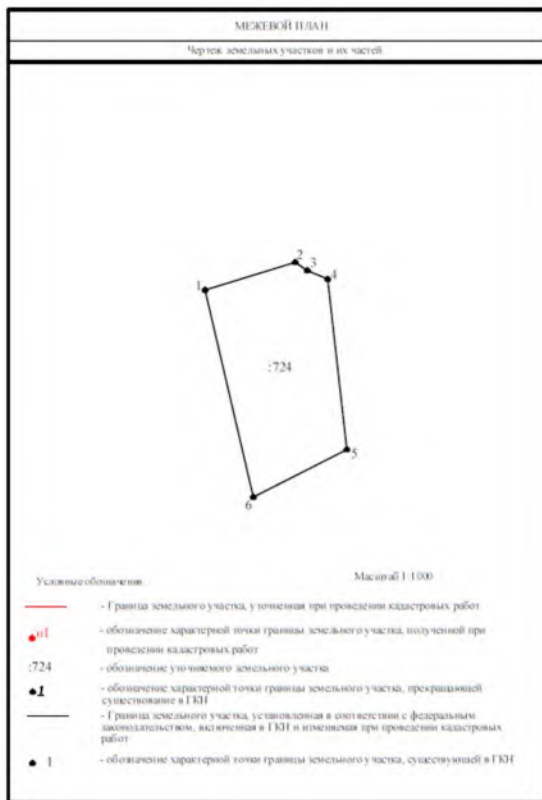 МЕЖЕВОЙ ПЛАН
Чертеж земельных участков и их частей
2
3
4
1
:724
5
6
Условные обозначения
Масштаб 1:1000
- Граница земельного участка, уточненная при проведении кадастровых работ
н1
- обозначение характерной точки границы земельного участка, полученной при
проведении кадастровых работ
:724
- обозначение уточняемого земельного участка
1
- обозначение характерной точки границы земельного участка, прекращающей
существование в ГКН
- Граница земельного участка, установленная в соответствии с федеральным
законодательством, включенная в ГКН и изменяемая при проведении кадастровых
работ
1
- обозначение характерной точки границы земельного участка, существующей в ГКН